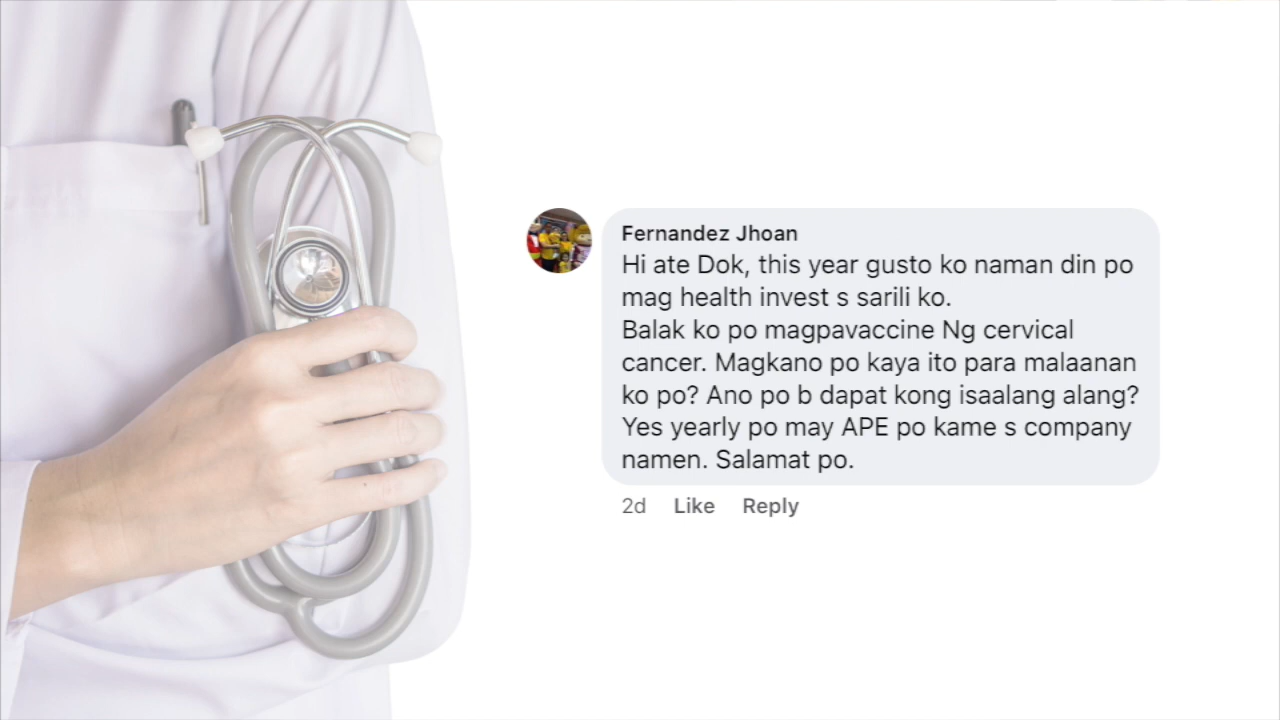 Fernandez Jhoan
Hi ate Dok, this year gusto ko naman din po
mag health invest s sarili ko.
Balak ko po magpavaccine Ng cervical
cancer. Magkano po kaya ito para malaanan
ko po? Ano po b dapat kong isaalang alang?
Yes yearly po may APE po kame s company
namen. Salamat po.
2d Like Reply